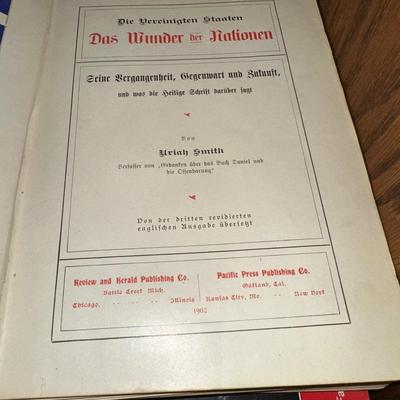 Die Vereinigten Staaten
Das Wunder der Nationen
Seine Vergangenheit, Gegenwart und Zukunft,
und was die Heilige Schrift darüber sagt
Von
Uriah Smith
Verfasser von „Gedanken über das Buch Daniel und
die Offenbarung“
Von der dritten revidierten
englischen Ausgabe übersetzt
Review and Herald Publishing Co.
Battle Creek Mich.
Chicago, Illinois
Pacific Press Publishing Co.
Oakland, Cal.
Kansas City, Mo. New York
1902